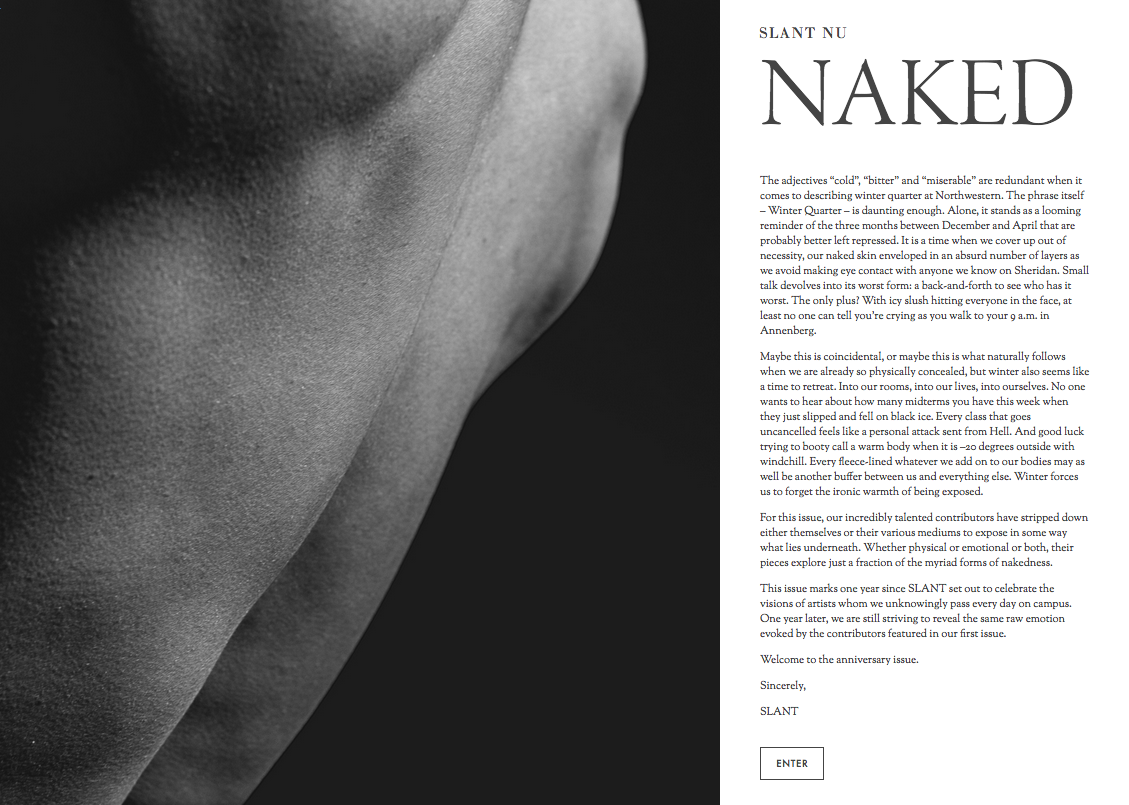 SLANT NU
NAKED
The adjectives “cold”, “bitter” and “miserable” are redundant when it
comes to describing winter quarter at Northwestern. The phrase itself
– Winter Quarter – is daunting enough. Alone, it stands as a looming
reminder of the three months between December and April that are
probably better left repressed. It is a time when we cover up out of
necessity, our naked skin enveloped in an absurd number of layers as
we avoid making eye contact with anyone we know on Sheridan. Small
talk devolves into its worst form: a back-and-forth to see who has it
worst. The only plus? With icy slush hitting everyone in the face, at
least no one can tell you’re crying as you walk to your 9 a.m. in
Annenberg.
Maybe this is coincidental, or maybe this is what naturally follows
when we are already so physically concealed, but winter also seems like
a time to retreat. Into our rooms, into our lives, into ourselves. No one
wants to hear about how many midterms you have this week when
they just slipped and fell on black ice. Every class that goes
uncancelled feels like a personal attack sent from Hell. And good luck
trying to booty call a warm body when it is –20 degrees outside with
windchill. Every fleece-lined whatever we add on to our bodies may as
well be another buffer between us and everything else. Winter forces
us to forget the ironic warmth of being exposed.
For this issue, our incredibly talented contributors have stripped down
either themselves or their various mediums to expose in some way
what lies underneath. Whether physical or emotional or both, their
pieces explore just a fraction of the myriad forms of nakedness.
This issue marks one year since SLANT set out to celebrate the
visions of artists whom we unknowingly pass every day on campus.
One year later, we are still striving to reveal the same raw emotion
evoked by the contributors featured in our first issue.
Welcome to the anniversary issue.
Sincerely,
SLANT
ENTER